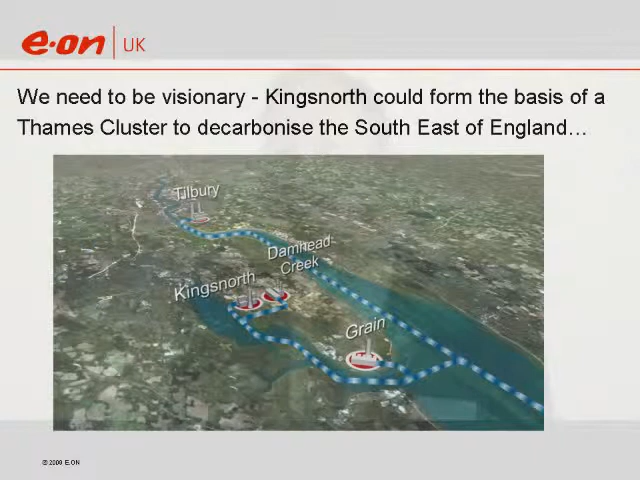 e·on UK
We need to be visionary - Kingsnorth could form the basis of a
Thames Cluster to decarbonise the South East of England…
Tilbury
Damhead
Creek
Kingsnorth
Grain
© 2009 E.ON